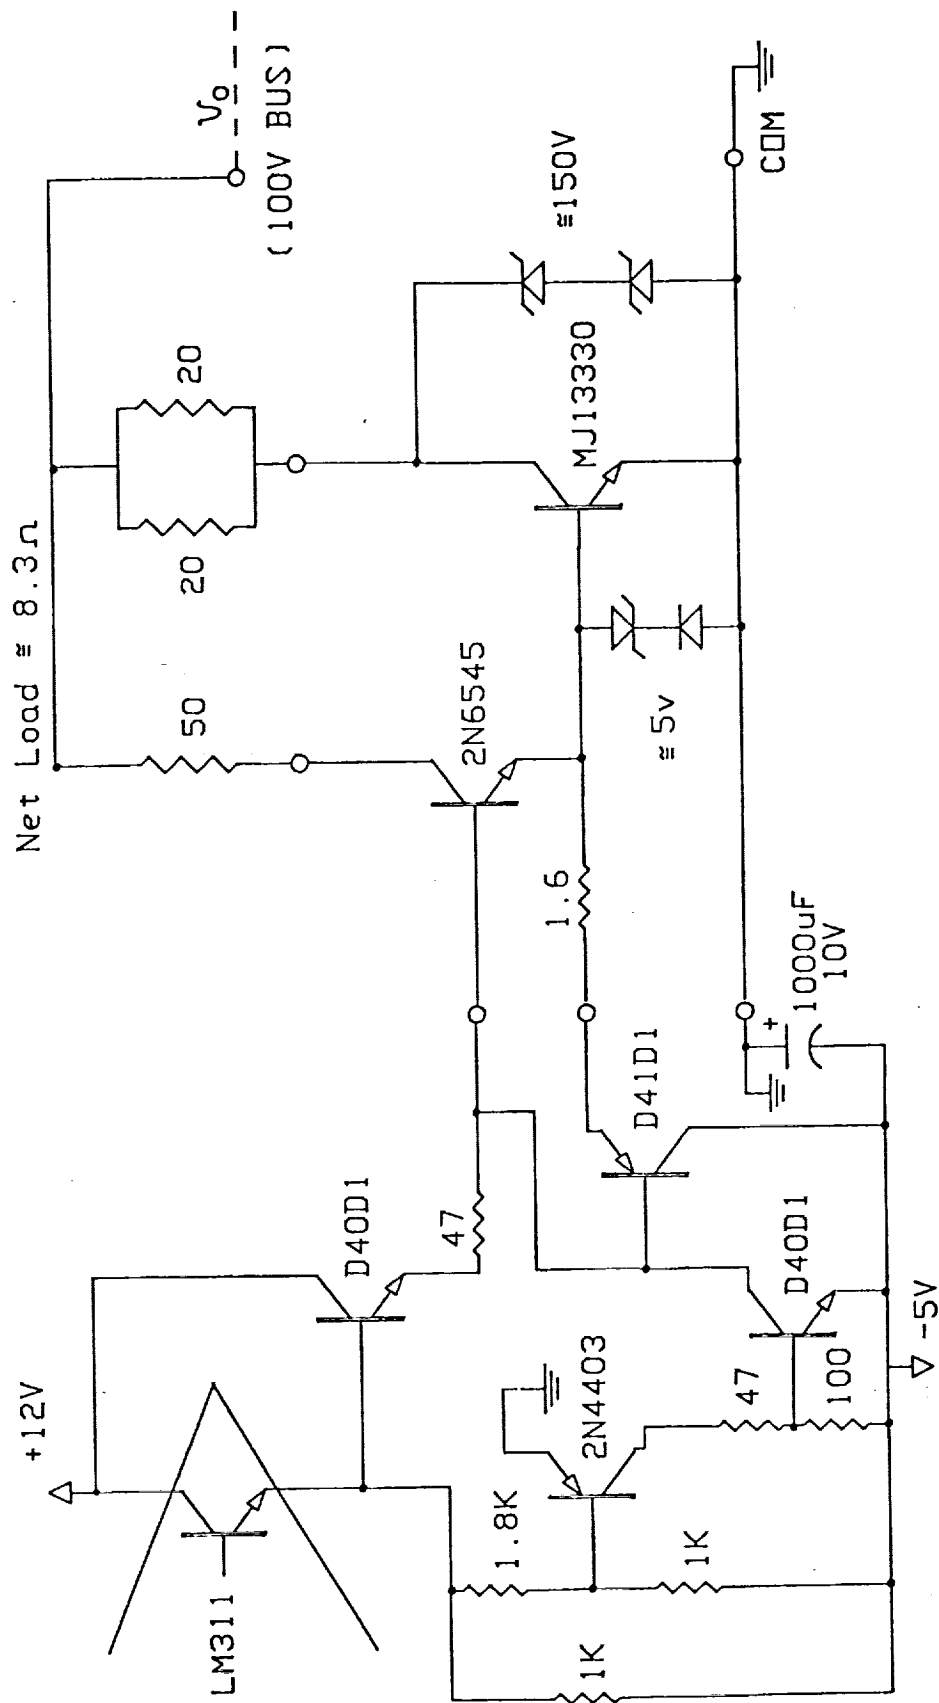 Net Load ≅ 8.3Ω
Vo
(100V BUS)
50
20
20
2N6545
MJ13330
≅150V
≅5v
1.6
COM
1000uF
10V
+
+12V
LM311
D40D1
47
D41D1
D40D1
2N4403
1.8K
1K
1K
47
100
-5V